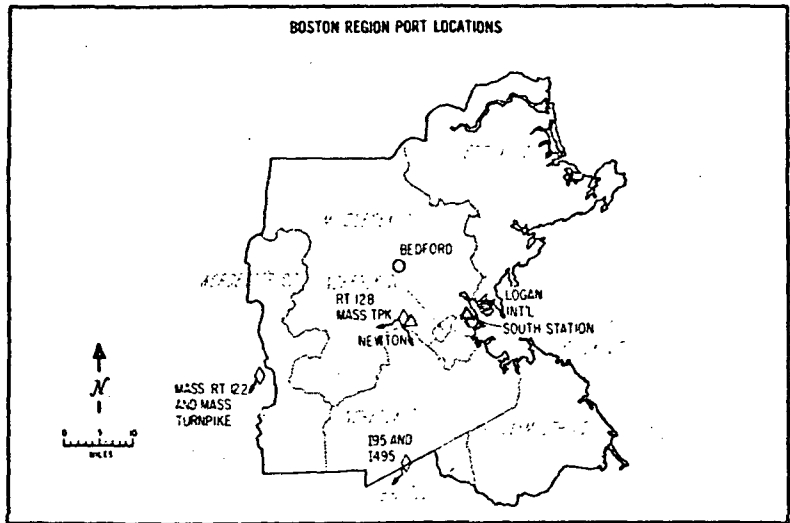 BOSTON REGION PORT LOCATIONS
BEDFORD
RT 128
MASS TPK
NEWTON
LOGAN
INT'L
SOUTH STATION
MASS RT 122
AND MASS
TURNPIKE
I95 AND
I495
N
0 5 10
MILES